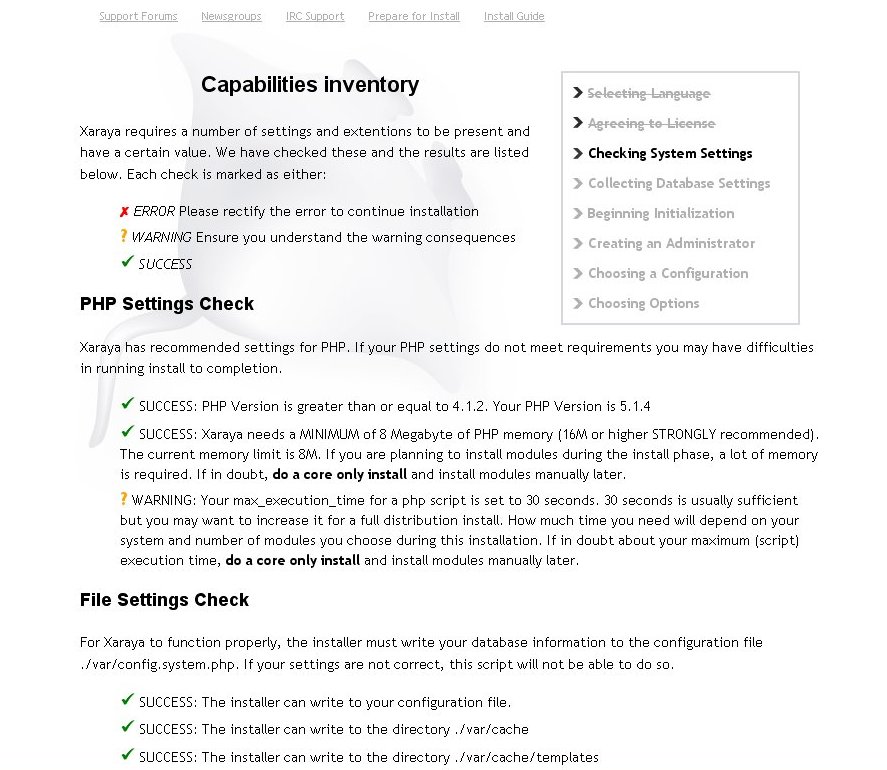 Support Forums Newsgroups IRC Support Prepare for Install Install Guide
Capabilities inventory
Xaraya requires a number of settings and extentions to be present and
have a certain value. We have checked these and the results are listed
below. Each check is marked as either:
✗ ERROR Please rectify the error to continue installation
? WARNING Ensure you understand the warning consequences
✔ SUCCESS
Selecting Language
Agreeing to License
Checking System Settings
Collecting Database Settings
Beginning Initialization
Creating an Administrator
Choosing a Configuration
Choosing Options
PHP Settings Check
Xaraya has recommended settings for PHP. If your PHP settings do not meet requirements you may have difficulties
in running install to completion.
✔ SUCCESS: PHP Version is greater than or equal to 4.1.2. Your PHP Version is 5.1.4
✔ SUCCESS: Xaraya needs a MINIMUM of 8 Megabyte of PHP memory (16M or higher STRONGLY recommended).
The current memory limit is 8M. If you are planning to install modules during the install phase, a lot of memory
is required. If in doubt, do a core only install and install modules manually later.
? WARNING: Your max_execution_time for a php script is set to 30 seconds. 30 seconds is usually sufficient
but you may want to increase it for a full distribution install. How much time you need will depend on your
system and number of modules you choose during this installation. If in doubt about your maximum (script)
execution time, do a core only install and install modules manually later.
File Settings Check
For Xaraya to function properly, the installer must write your database information to the configuration file
./var/config.system.php. If your settings are not correct, this script will not be able to do so.
✔ SUCCESS: The installer can write to your configuration file.
✔ SUCCESS: The installer can write to the directory ./var/cache
✔ SUCCESS: The installer can write to the directory ./var/cache/templates